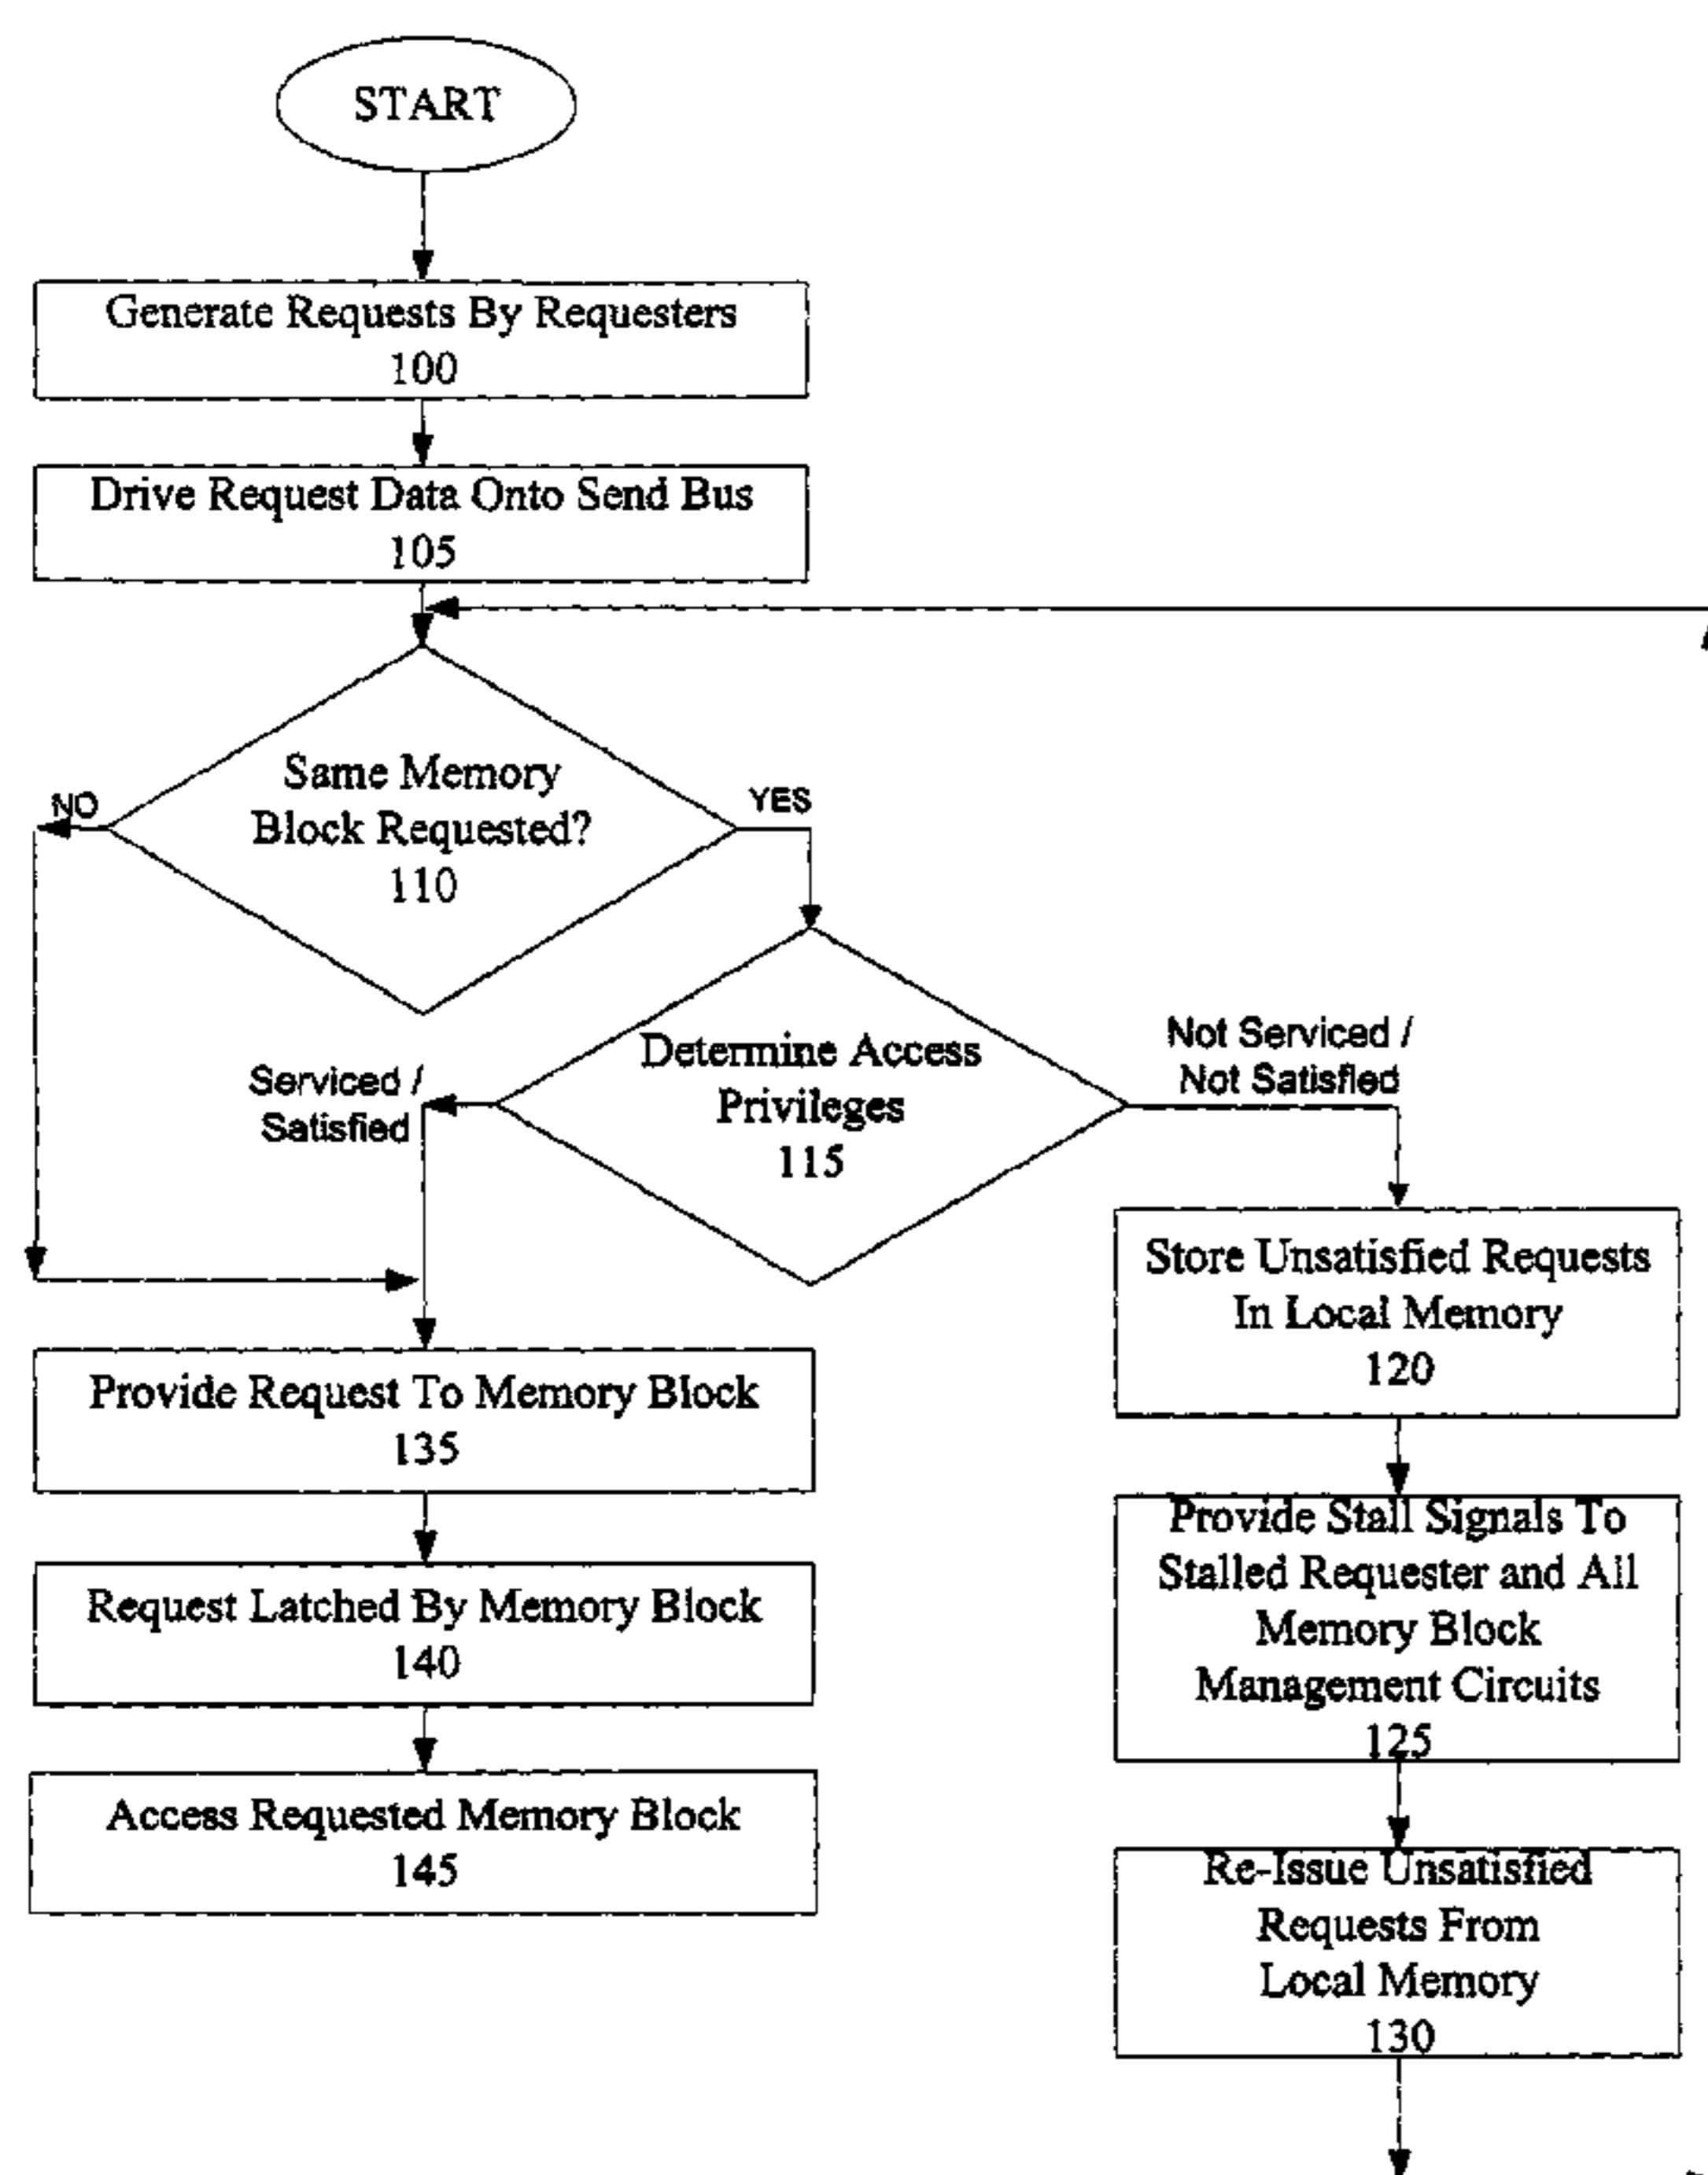 START
Generate Requests By Requesters
100
Drive Request Data Onto Send Bus
105
Same Memory
Block Requested?
110
NO
YES
Determine Access
Privileges
115
Serviced /
Satisfied
Not Serviced /
Not Satisfied
Store Unsatisfied Requests
In Local Memory
120
Provide Stall Signals To
Stalled Requester and All
Memory Block
Management Circuits
125
Re-Issue Unsatisfied
Requests From
Local Memory
130
Provide Request To Memory Block
135
Request Latched By Memory Block
140
Access Requested Memory Block
145